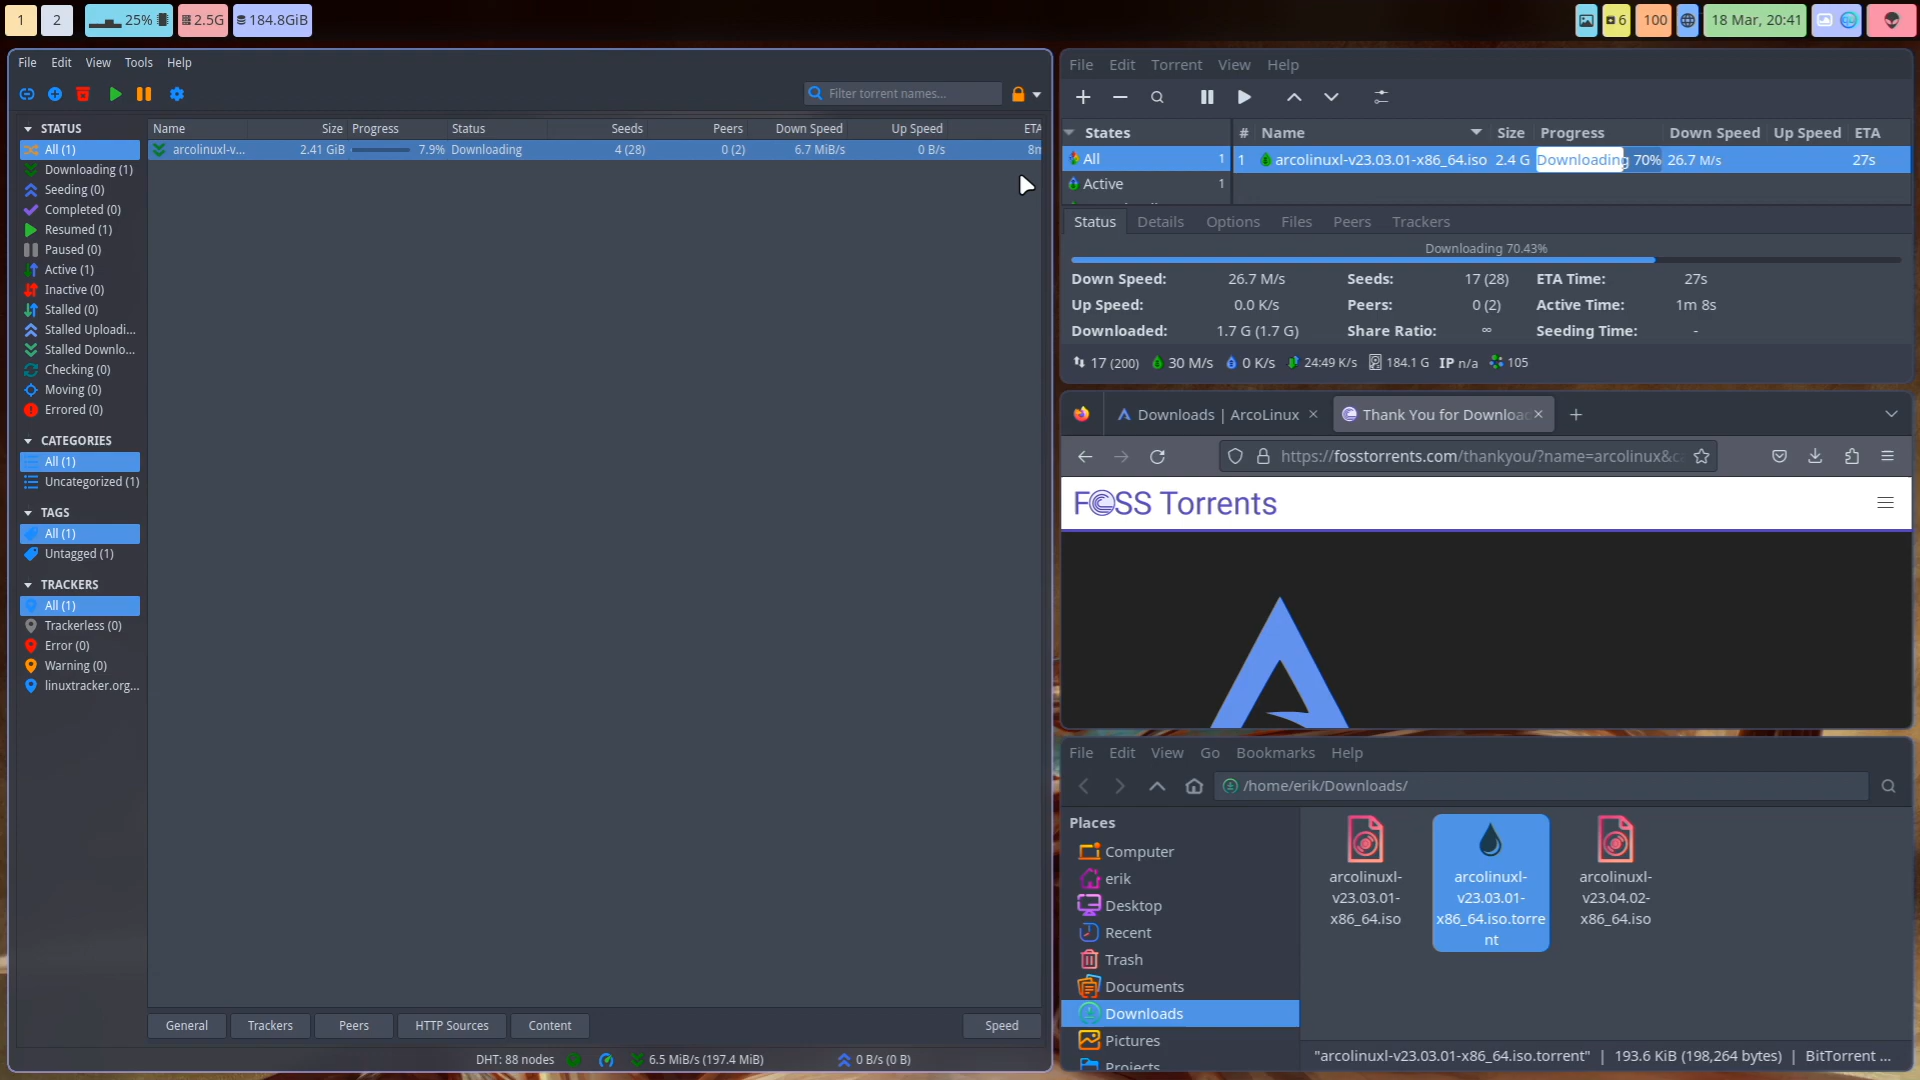 1
2
25%
2.5G
184.8GiB
6
100
18 Mar, 20:41
File Edit View Tools Help
Filter torrent names...
STATUS
All (1)
Downloading (1)
Seeding (0)
Completed (0)
Resumed (1)
Paused (0)
Active (1)
Inactive (0)
Stalled (0)
Stalled Uploadi...
Stalled Downlo...
Checking (0)
Moving (0)
Errored (0)
CATEGORIES
All (1)
Uncategorized (1)
TAGS
All (1)
Untagged (1)
TRACKERS
All (1)
Trackerless (0)
Error (0)
Warning (0)
linuxtracker.org...
Name Size Progress Status Seeds Peers Down Speed Up Speed ETA
arcolinuxl-v... 2.41 GiB 7.9% Downloading 4 (28) 0 (2) 6.7 MiB/s 0 B/s 8m
General Trackers Peers HTTP Sources Content Speed
DHT: 88 nodes 6.5 MiB/s (197.4 MiB) 0 B/s (0 B)
File Edit Torrent View Help
States
All 1
Active 1
# Name Size Progress Down Speed Up Speed ETA
1 arcolinuxl-v23.03.01-x86_64.iso 2.4 G Downloading 70% 26.7 M/s 27s
Status Details Options Files Peers Trackers
Downloading 70.43%
Down Speed: 26.7 M/s Seeds: 17 (28) ETA Time: 27s
Up Speed: 0.0 K/s Peers: 0 (2) Active Time: 1m 8s
Downloaded: 1.7 G (1.7 G) Share Ratio: ∞ Seeding Time: -
17 (200) 30 M/s 0 K/s 24:49 K/s 184.1 G IP n/a 105
Downloads | ArcoLinux Thank You for Downloa
https://fosstorrents.com/thankyou/?name=arcolinux&c
FOSS Torrents
File Edit View Go Bookmarks Help
/home/erik/Downloads/
Places
Computer
erik
Desktop
Recent
Trash
Documents
Downloads
Pictures
Projects
arcolinuxl-
v23.03.01-
x86_64.iso
arcolinuxl-
v23.03.01-
x86_64.iso.torre
nt
arcolinuxl-
v23.04.02-
x86_64.iso
"arcolinuxl-v23.03.01-x86_64.iso.torrent" | 193.6 KiB (198,264 bytes) | BitTorrent ...